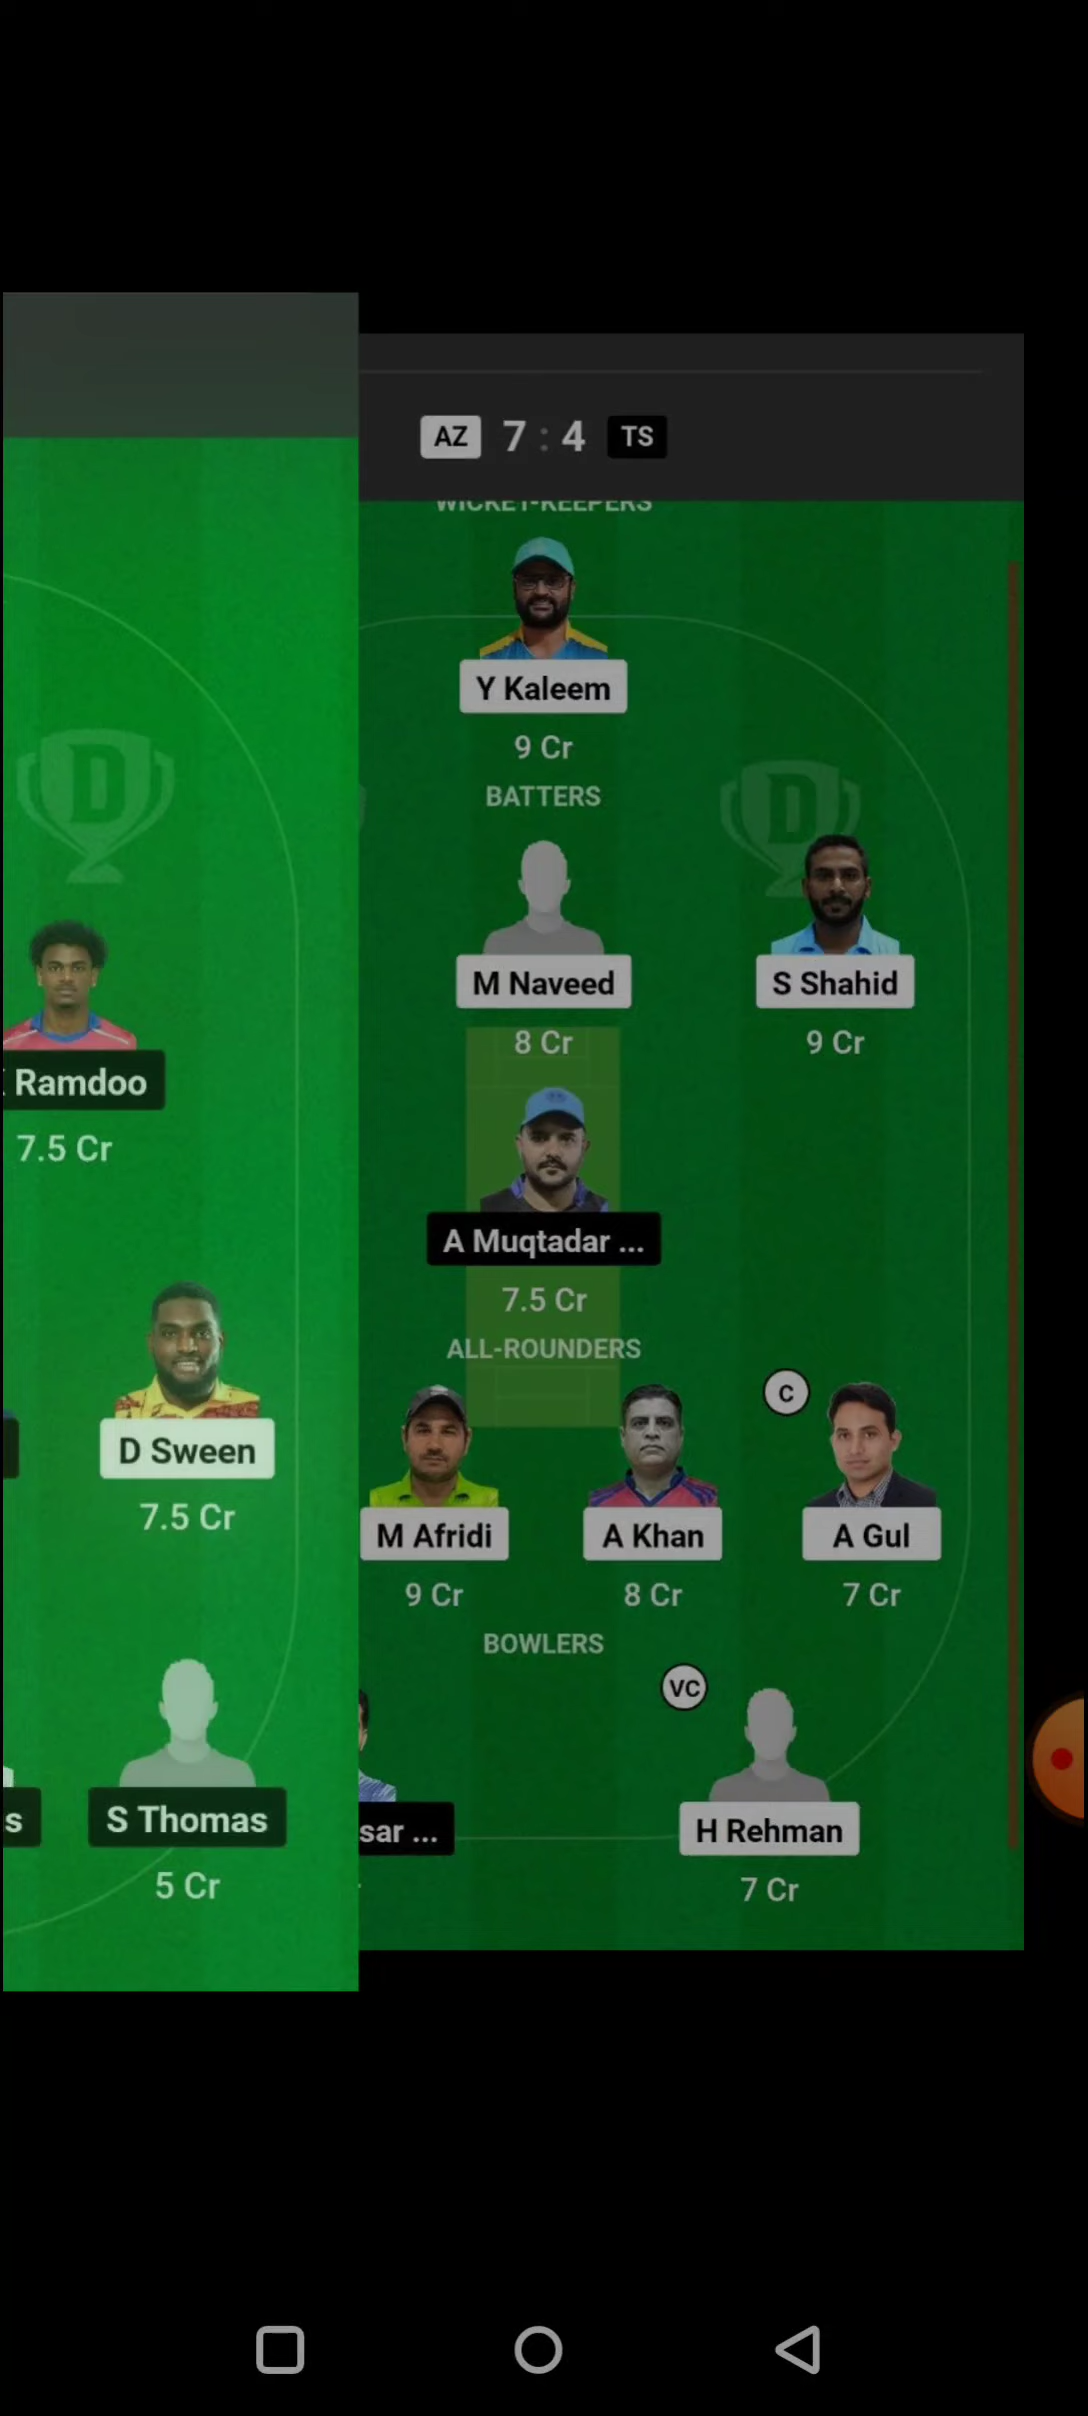 AZ 7 : 4 TS
WICKET-KEEPERS
Y Kaleem
9 Cr
BATTERS
M Naveed
8 Cr
S Shahid
9 Cr
A Muqtadar ...
7.5 Cr
ALL-ROUNDERS
C
M Afridi
9 Cr
A Khan
8 Cr
A Gul
7 Cr
BOWLERS
VC
sar ...
H Rehman
7 Cr
D
Ramdoo
7.5 Cr
D Sween
7.5 Cr
s
S Thomas
5 Cr
D